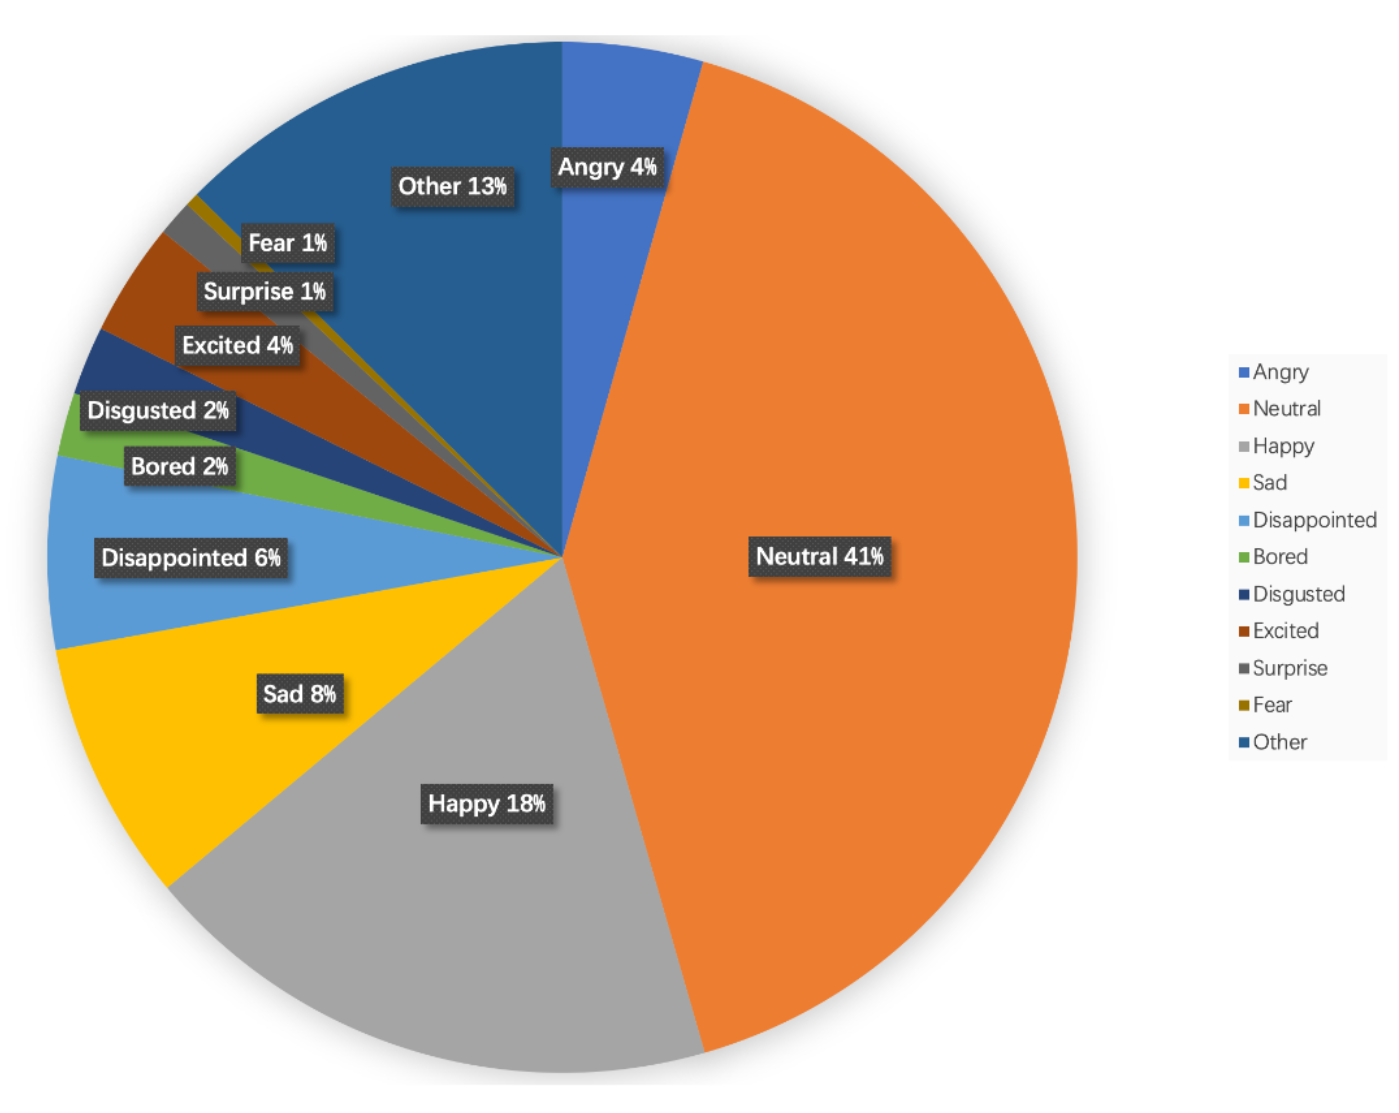 Other 13%
Angry 4%
Fear 1%
Surprise 1%
Excited 4%
Disgusted 2%
Bored 2%
Disappointed 6%
Neutral 41%
Sad 8%
Happy 18%
Angry
Neutral
Happy
Sad
Disappointed
Bored
Disgusted
Excited
Surprise
Fear
Other